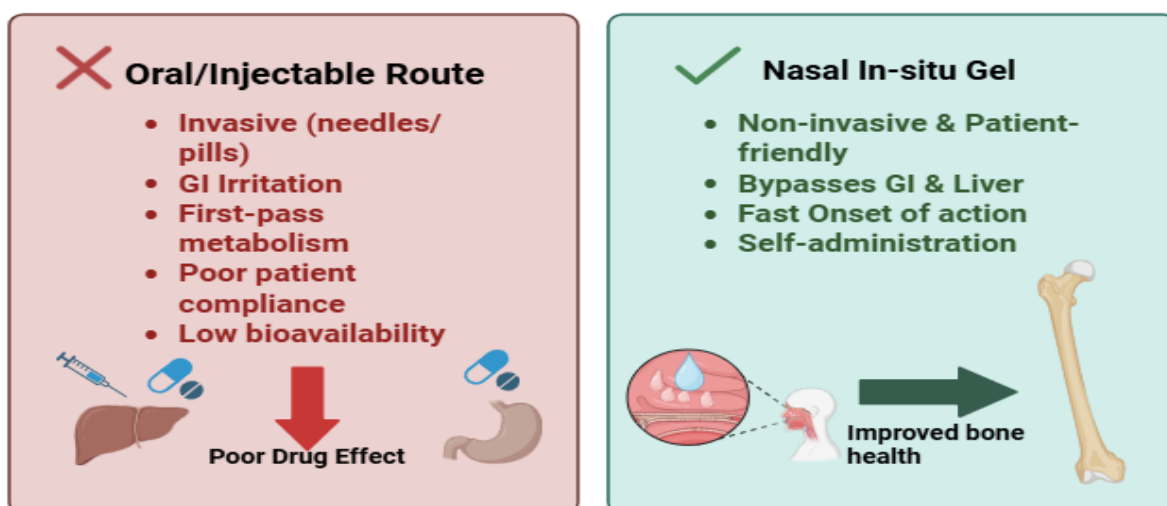 Oral/Injectable Route
• Invasive (needles/
pills)
• GI Irritation
• First-pass
metabolism
• Poor patient
compliance
• Low bioavailability
Poor Drug Effect
Nasal In-situ Gel
• Non-invasive & Patient-
friendly
• Bypasses GI & Liver
• Fast Onset of action
• Self-administration
Improved bone
health